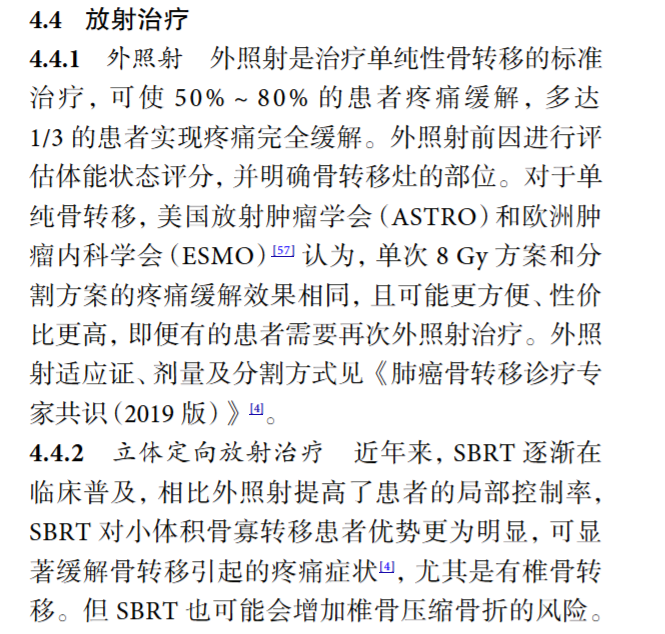 4.4 放射治疗
4.4.1 外照射 外照射是治疗单纯性骨转移的标准
治疗，可使 50% ~ 80% 的患者疼痛缓解，多达
1/3 的患者实现疼痛完全缓解。外照射前因进行评
估体能状态评分，并明确骨转移灶的部位。对于单
纯骨转移，美国放射肿瘤学会（ASTRO）和欧洲肿
瘤内科学会（ESMO）[57] 认为，单次 8 Gy 方案和分
割方案的疼痛缓解效果相同，且可能更方便、性价
比更高，即便有的患者需要再次外照射治疗。外照
射适应证、剂量及分割方式见《肺癌骨转移诊疗专
家共识（2019 版）》[4]。
4.4.2 立体定向放射治疗 近年来，SBRT 逐渐在
临床普及，相比外照射提高了患者的局部控制率，
SBRT 对小体积骨寡转移患者优势更为明显，可显
著缓解骨转移引起的疼痛症状[4]，尤其是有椎骨转
移。但 SBRT 也可能会增加椎骨压缩骨折的风险。